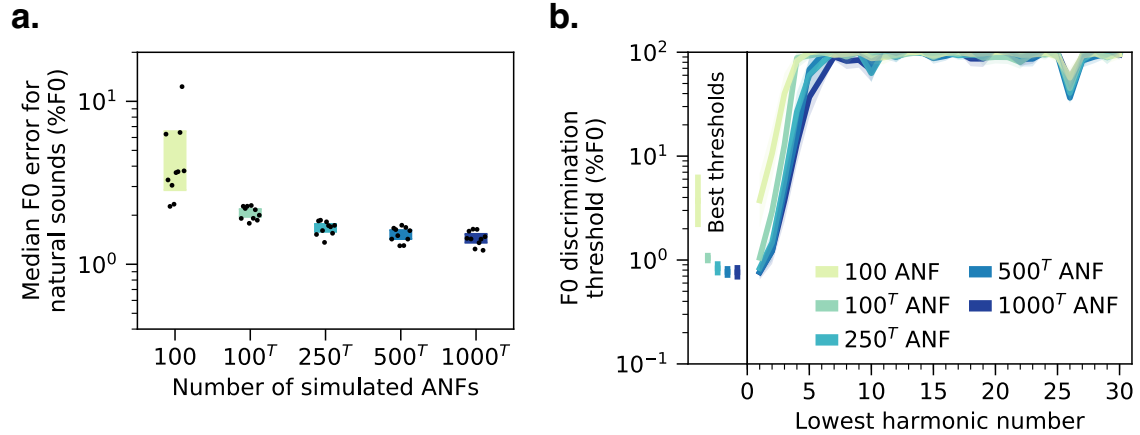 a.
Median F0 error for
natural sounds (%F0)
10^1
10^0
100
100^T
250^T
500^T
1000^T
Number of simulated ANFs
b.
F0 discrimination
threshold (%F0)
10^2
10^1
10^0
10^-1
Best thresholds
100 ANF
100^T ANF
250^T ANF
500^T ANF
1000^T ANF
0 5 10 15 20 25 30
Lowest harmonic number